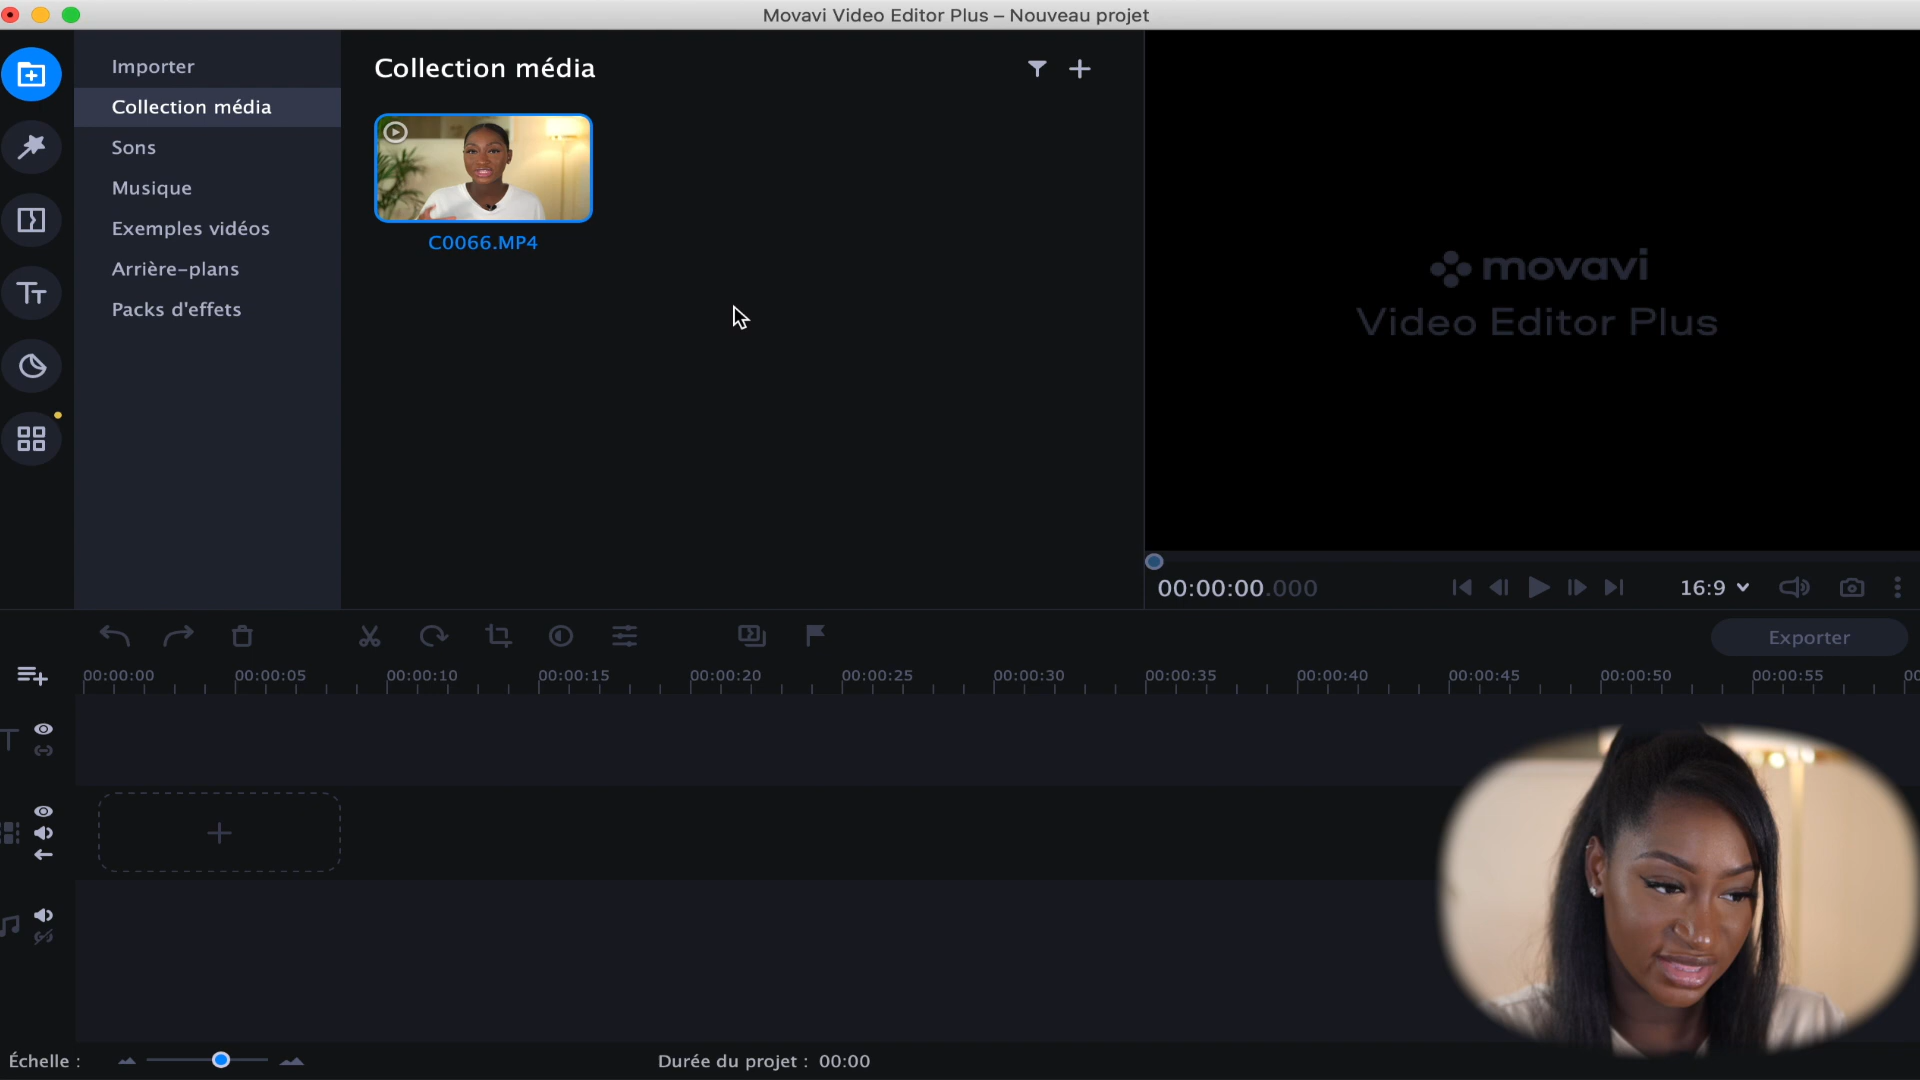 Movavi Video Editor Plus – Nouveau projet
Importer
Collection média
Sons
Musique
Exemples vidéos
Arrière-plans
Packs d'effets
Collection média
C0066.MP4
movavi
Video Editor Plus
00:00:00.000
16:9
Exporter
00:00:00 00:00:05 00:00:10 00:00:15 00:00:20 00:00:25 00:00:30 00:00:35 00:00:40 00:00:45 00:00:50 00:00:55 00
Échelle :
Durée du projet : 00:00